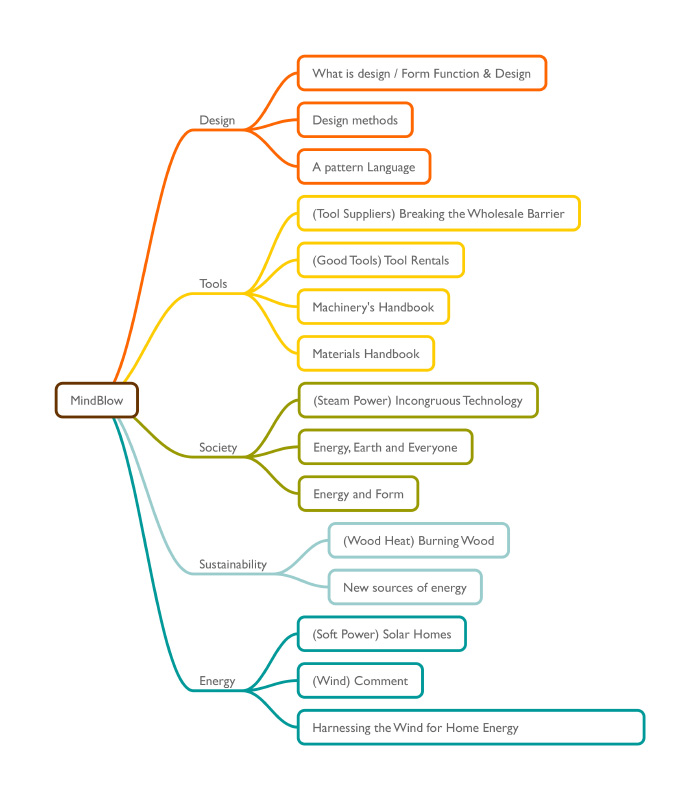 What is design / Form Function & Design
Design
Design methods
A pattern Language
(Tool Suppliers) Breaking the Wholesale Barrier
(Good Tools) Tool Rentals
Tools
Machinery's Handbook
Materials Handbook
MindBlow
(Steam Power) Incongruous Technology
Society
Energy, Earth and Everyone
Energy and Form
(Wood Heat) Burning Wood
Sustainability
New sources of energy
(Soft Power) Solar Homes
Energy
(Wind) Comment
Harnessing the Wind for Home Energy